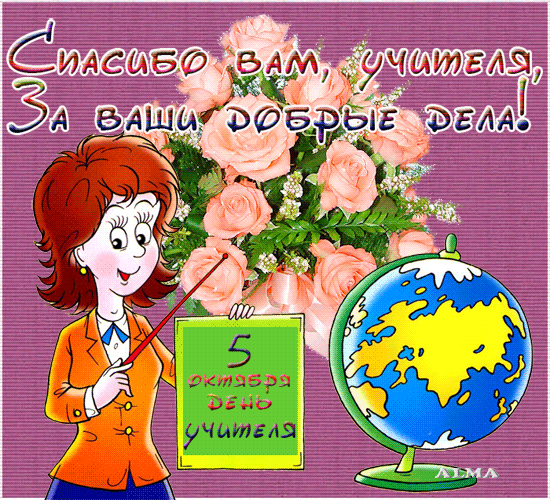 Спасибо вам, учителя,
За ваши добрые дела!
5
октября
день
учителя
ALMA